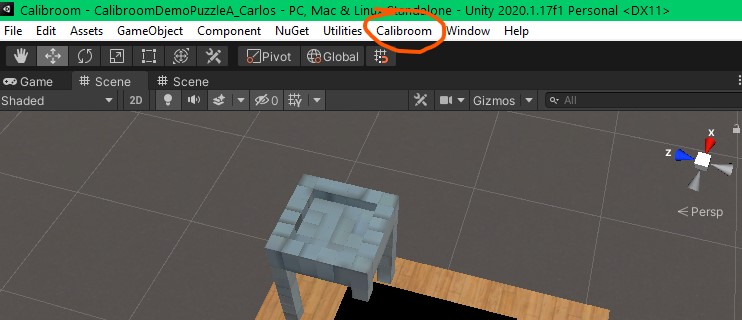 Calibroom - CalibroomDemoPuzzleA_Carlos - PC, Mac & Linux Standalone - Unity 2020.1.17f1 Personal <DX11>
File Edit Assets GameObject Component NuGet Utilities Calibroom Window Help
Pivot Global
Game Scene Scene
Shaded 2D 0 Gizmos All
x
z
Persp